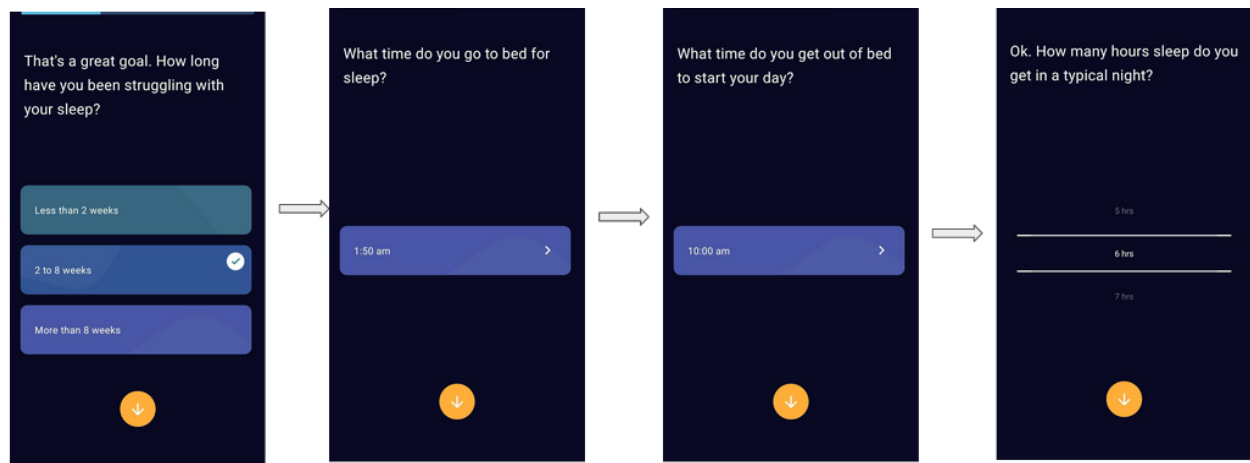 That's a great goal. How long
have you been struggling with
your sleep?
Less than 2 weeks
2 to 8 weeks
More than 8 weeks
What time do you go to bed for
sleep?
1:50 am
What time do you get out of bed
to start your day?
10:00 am
Ok. How many hours sleep do you
get in a typical night?
5 hrs
6 hrs
7 hrs